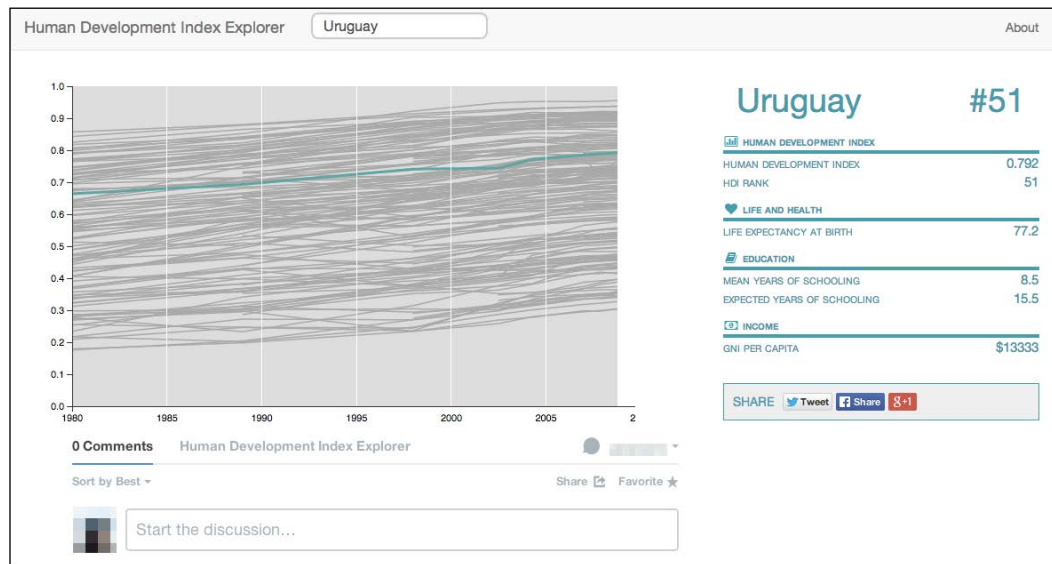 Human Development Index Explorer Uruguay About
1.0
0.9
0.8
0.7
0.6
0.5
0.4
0.3
0.2
0.1
0.0
1980 1985 1990 1995 2000 2005 2
Uruguay #51
HUMAN DEVELOPMENT INDEX
HUMAN DEVELOPMENT INDEX 0.792
HDI RANK 51
LIFE AND HEALTH
LIFE EXPECTANCY AT BIRTH 77.2
EDUCATION
MEAN YEARS OF SCHOOLING 8.5
EXPECTED YEARS OF SCHOOLING 15.5
INCOME
GNI PER CAPITA $13333
SHARE Tweet Share g+1
0 Comments Human Development Index Explorer
Sort by Best Share Favorite
Start the discussion...